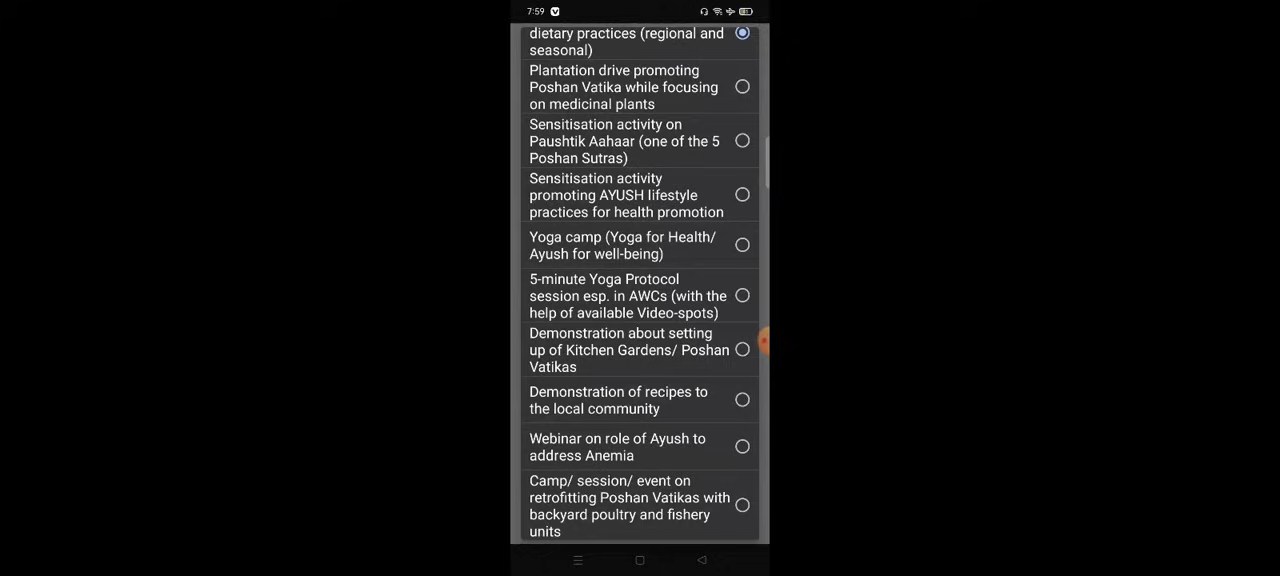 7:59
dietary practices (regional and
seasonal)
Plantation drive promoting
Poshan Vatika while focusing
on medicinal plants
Sensitisation activity on
Paushtik Aahaar (one of the 5
Poshan Sutras)
Sensitisation activity
promoting AYUSH lifestyle
practices for health promotion
Yoga camp (Yoga for Health/
Ayush for well-being)
5-minute Yoga Protocol
session esp. in AWCs (with the
help of available Video-spots)
Demonstration about setting
up of Kitchen Gardens/ Poshan
Vatikas
Demonstration of recipes to
the local community
Webinar on role of Ayush to
address Anemia
Camp/ session/ event on
retrofitting Poshan Vatikas with
backyard poultry and fishery
units